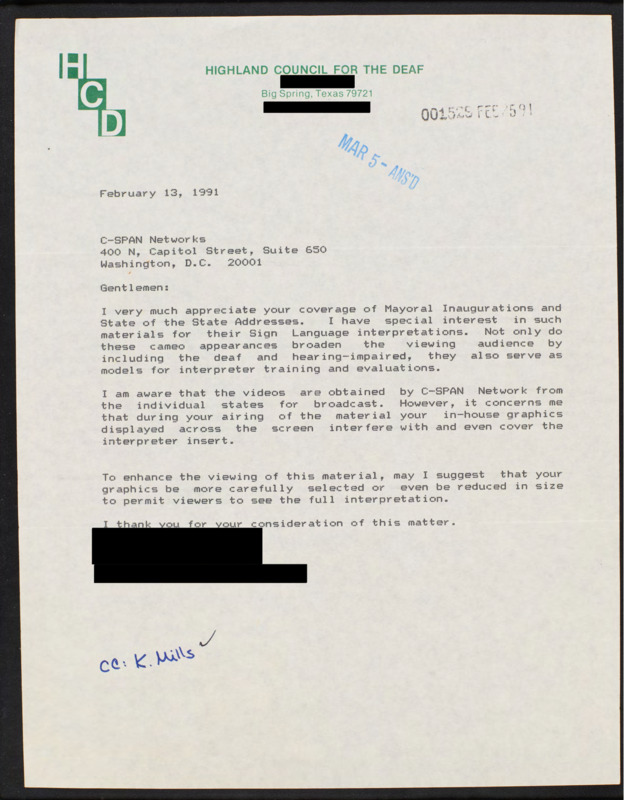 HCD
HIGHLAND COUNCIL FOR THE DEAF
Big Spring, Texas 79721
001525 FEB 25 91
MAR 5 - ANS'D
February 13, 1991
C-SPAN Networks
400 N, Capitol Street, Suite 650
Washington, D.C. 20001
Gentlemen:
I very much appreciate your coverage of Mayoral Inaugurations and
State of the State Addresses. I have special interest in such
materials for their Sign Language interpretations. Not only do
these cameo appearances broaden the viewing audience by
including the deaf and hearing-impaired, they also serve as
models for interpreter training and evaluations.
I am aware that the videos are obtained by C-SPAN Network from
the individual states for broadcast. However, it concerns me
that during your airing of the material your in-house graphics
displayed across the screen interfere with and even cover the
interpreter insert.
To enhance the viewing of this material, may I suggest that your
graphics be more carefully selected or even be reduced in size
to permit viewers to see the full interpretation.
I thank you for your consideration of this matter.
cc: K. Mills